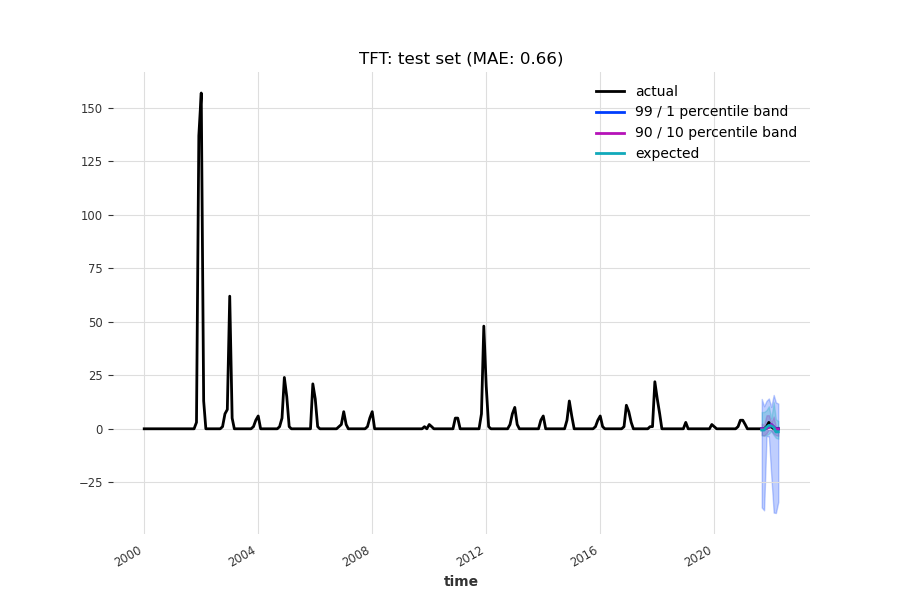 TFT: test set (MAE: 0.66)
actual
99 / 1 percentile band
90 / 10 percentile band
expected
150
125
100
75
50
25
0
−25
2000
2004
2008
2012
2016
2020
time